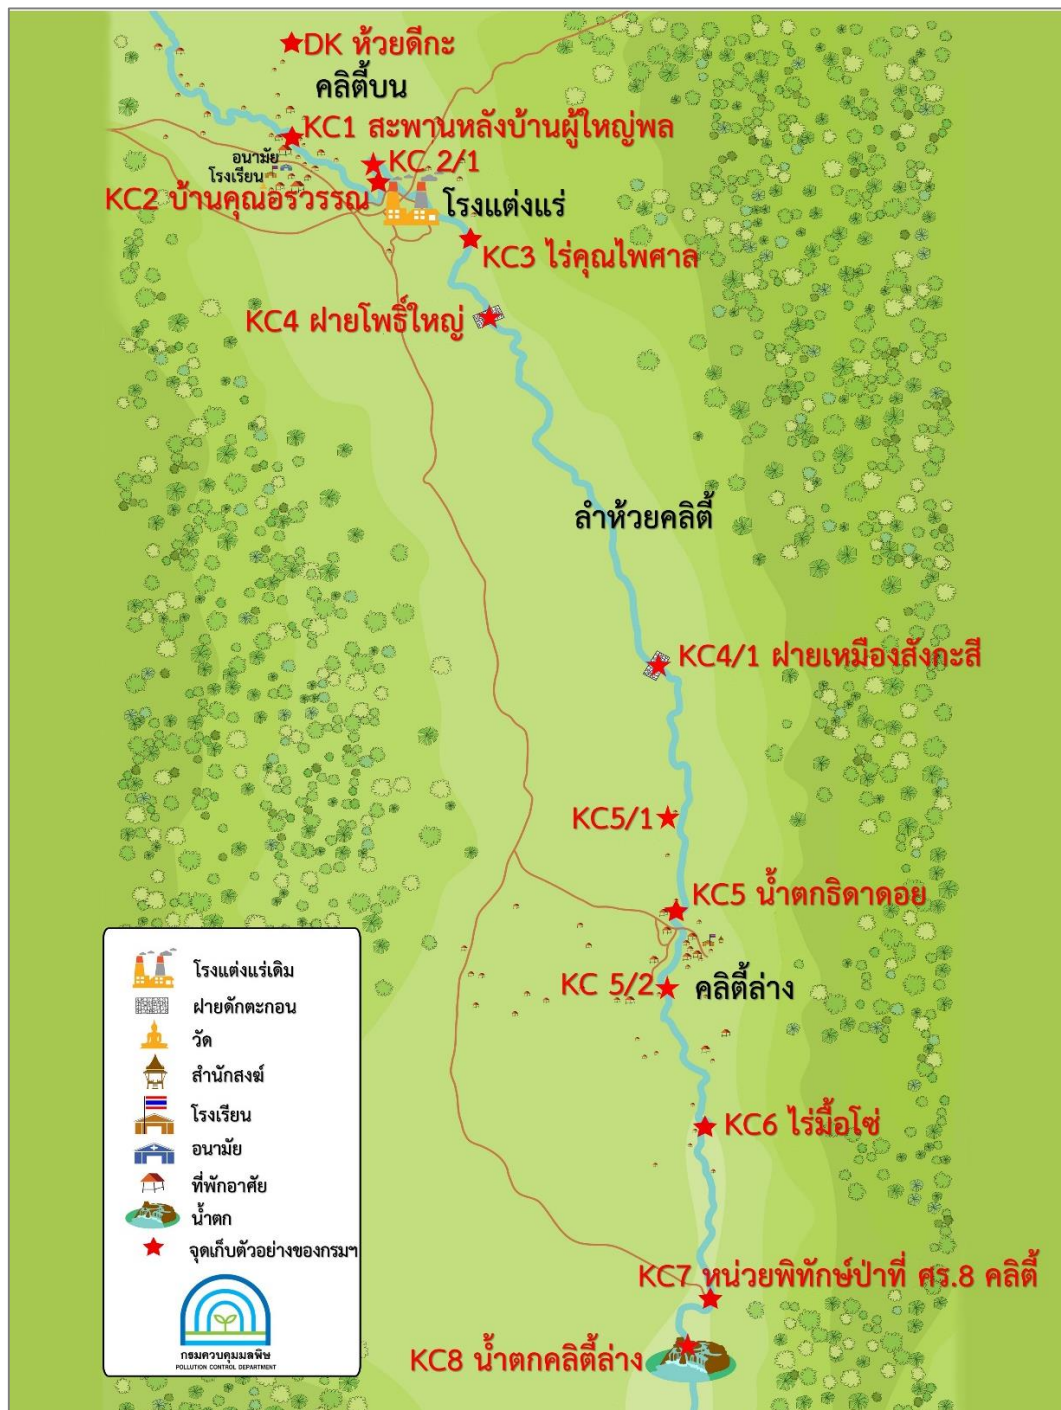 DK ห้วยดีกะ
คลิตี้บน
KC1 สะพานหลังบ้านผู้ใหญ่พล
อนามัย
KC 2/1
โรงเรียน
KC2 บ้านคุณอรวรรณ
โรงแต่งแร่
KC3 ไร่คุณไพศาล
KC4 ฝายโพธิ์ใหญ่
ลำห้วยคลิตี้
KC4/1 ฝายเหมืองสังกะสี
KC5/1
KC5 น้ำตกธิดาดอย
KC 5/2
คลิตี้ล่าง
KC6 ไร่มื้อโซ่
KC7 หน่วยพิทักษ์ป่าที่ ศร.8 คลิตี้
KC8 น้ำตกคลิตี้ล่าง
โรงแต่งแร่เดิม
ฝายดักตะกอน
วัด
สำนักสงฆ์
โรงเรียน
อนามัย
ที่พักอาศัย
น้ำตก
จุดเก็บตัวอย่างของกรมฯ
กรมควบคุมมลพิษ
POLLUTION CONTROL DEPARTMENT